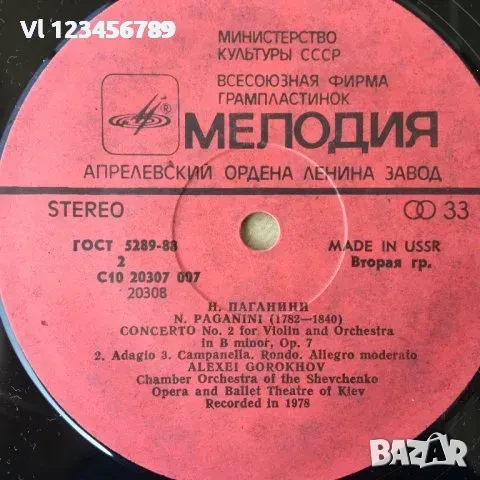 Vl 123456789
МИНИСТЕРСТВО
КУЛЬТУРЫ СССР
ВСЕСОЮЗНАЯ ФИРМА
ГРАМПЛАСТИНОК
®
МЕЛОДИЯ
АПРЕЛЕВСКИЙ ОРДЕНА ЛЕНИНА ЗАВОД
STEREO 33
ГОСТ 5289-88 MADE IN USSR
2 Вторая гр.
С10 20307 007
20308
Н. ПАГАНИНИ
N. PAGANINI (1782—1840)
CONCERTO No. 2 for Violin and Orchestra
in B minor, Op. 7
2. Adagio 3. Campanella. Rondo. Allegro moderato
ALEXEI GOROKHOV
Chamber Orchestra of the Shevchenko
Opera and Ballet Theatre of Kiev
Recorded in 1978
BAZAR